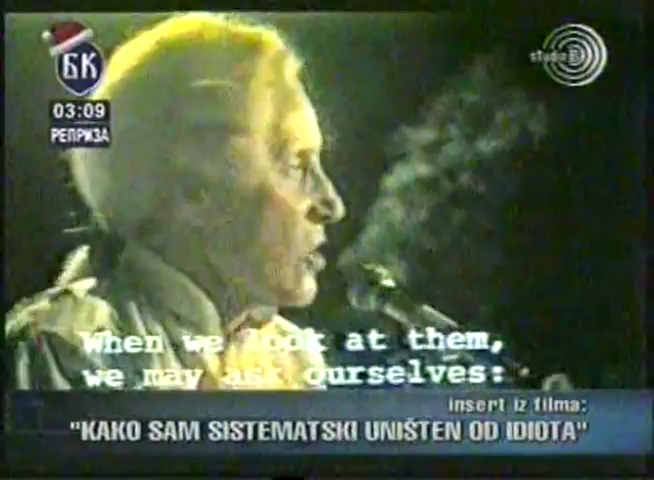 БК
studio B
03:09
РЕПРИЗА
When we look at them,
we may ask ourselves:
insert iz filma:
"KAKO SAM SISTEMATSKI UNIŠTEN OD IDIOTA"